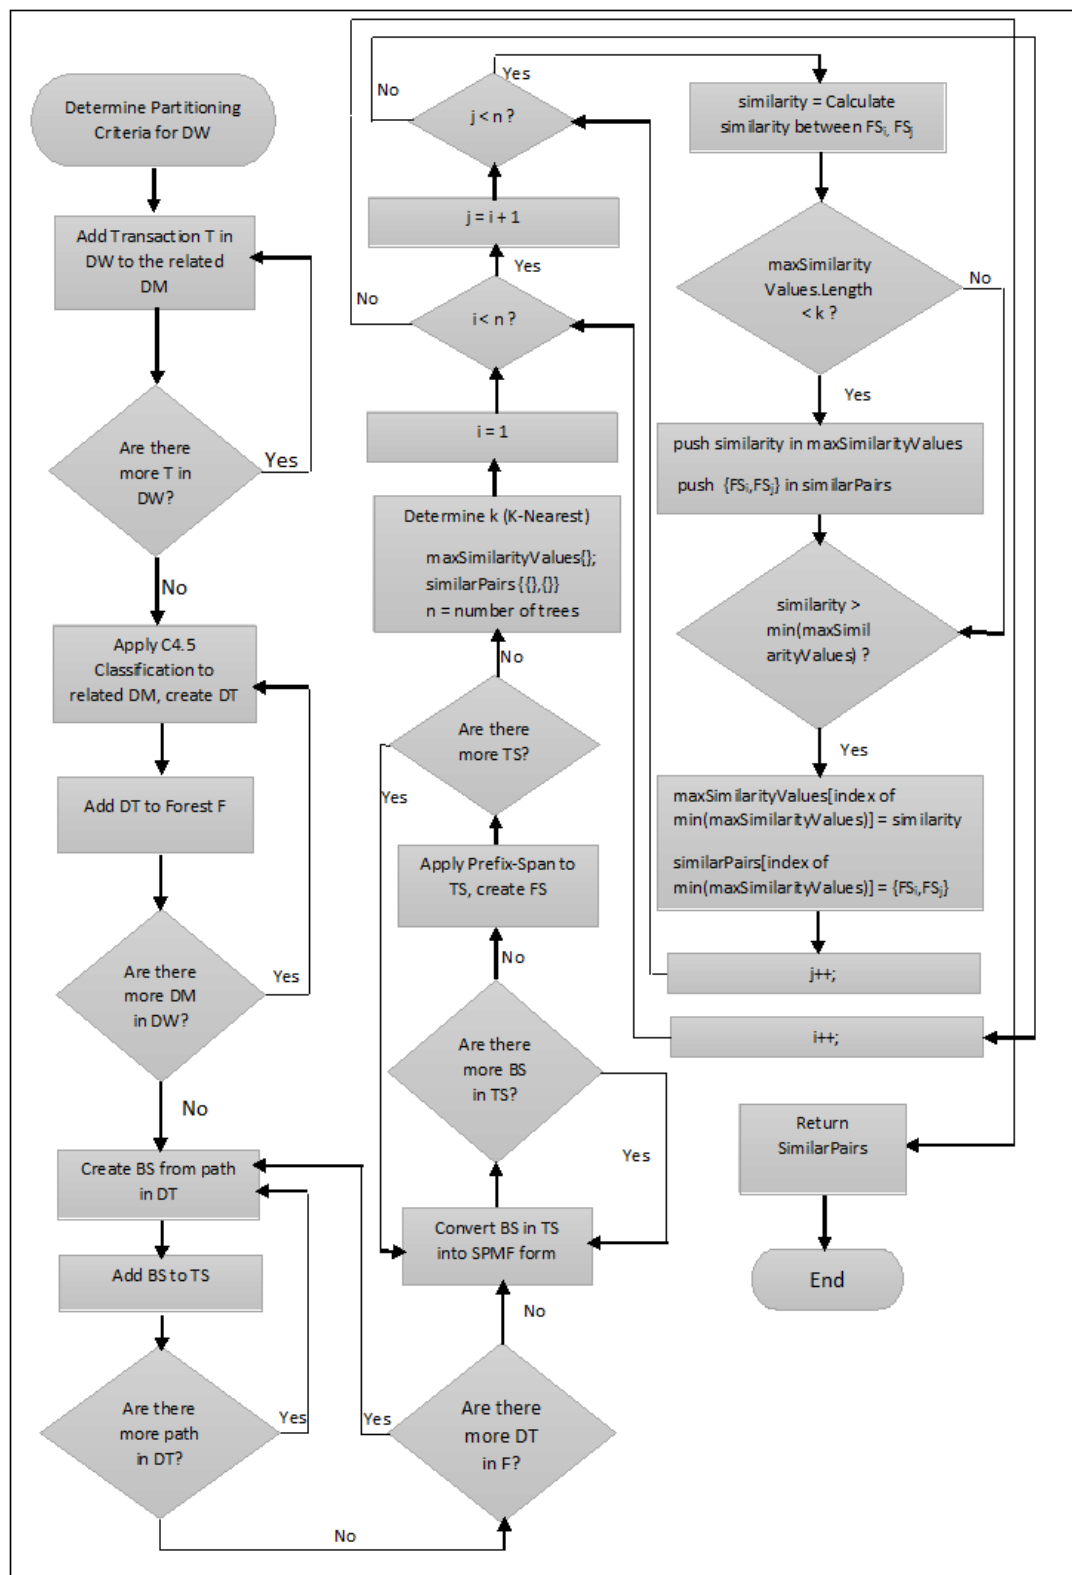 Determine Partitioning
Criteria for DW
Add Transaction T in
DW to the related
DM
Are there
more T in
DW?
Yes
No
Apply C4.5
Classification to
related DM, create DT
Add DT to Forest F
Are there
more DM
in DW?
Yes
No
Create BS from path
in DT
Add BS to TS
Are there
more path
in DT?
Yes
No
Are there
more DT
in F?
Yes
No
Convert BS in TS
into SPMF form
Are there
more BS
in TS?
Yes
No
Apply Prefix-Span to
TS, create FS
Are there
more TS?
Yes
No
Determine k (K-Nearest)
maxSimilarityValues{};
similarPairs{{},{}}
n = number of trees
i = 1
i < n ?
No
Yes
j = i + 1
j < n ?
No
Yes
similarity = Calculate
similarity between FSi, FSj
maxSimilarity
Values.Length
< k ?
No
Yes
push similarity in maxSimilarityValues
push {FSi,FSj} in similarPairs
similarity >
min(maxSimil
arityValues) ?
Yes
maxSimilarityValues[index of
min(maxSimilarityValues)] = similarity
similarPairs[index of
min(maxSimilarityValues)] = {FSi,FSj}
j++;
i++;
Return
SimilarPairs
End